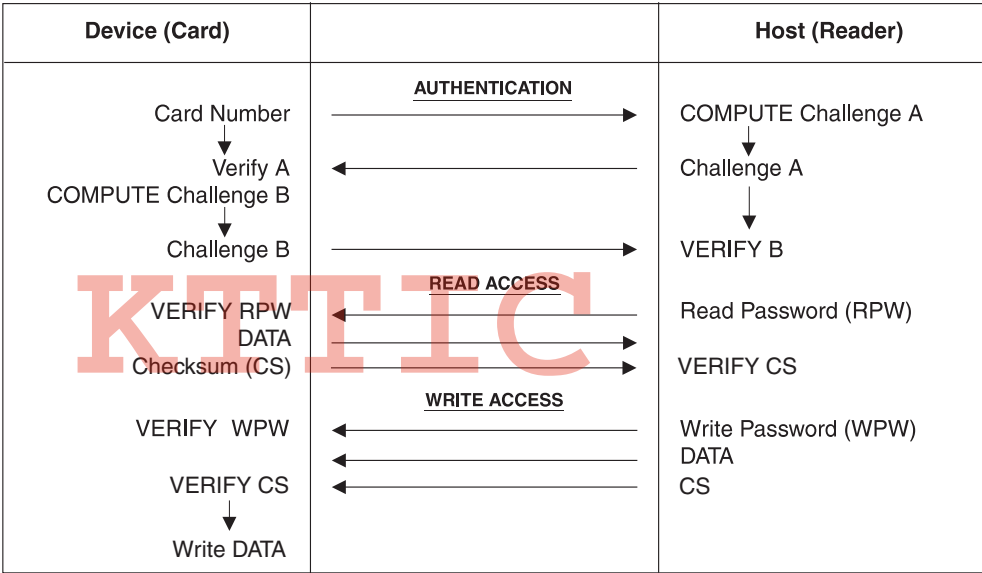 Device (Card) Host (Reader)
AUTHENTICATION
Card Number COMPUTE Challenge A
Verify A Challenge A
COMPUTE Challenge B
Challenge B VERIFY B
READ ACCESS
VERIFY RPW Read Password (RPW)
DATA
Checksum (CS) VERIFY CS
WRITE ACCESS
VERIFY WPW Write Password (WPW)
DATA
VERIFY CS CS
Write DATA
KTTIC